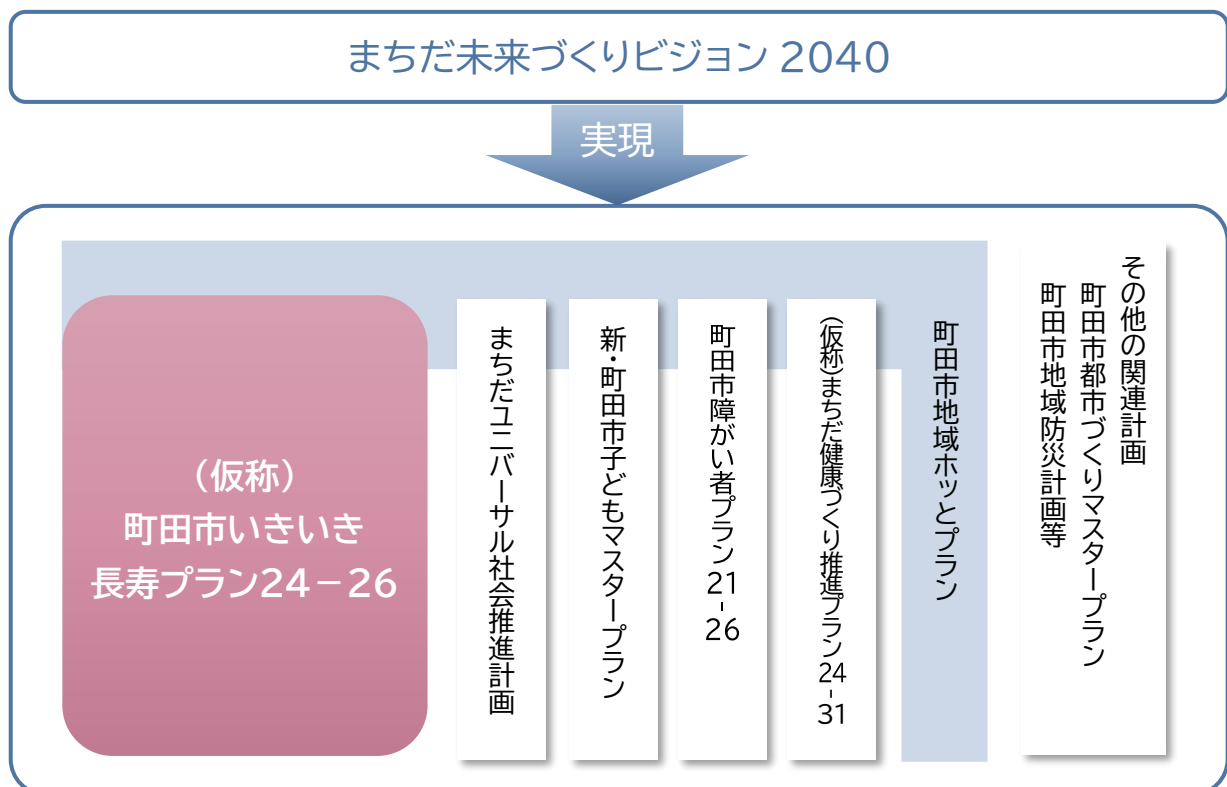 まちだ未来づくりビジョン 2040
実現
（仮称）
町田市いきいき
長寿プラン24－26
まちだユニバーサル社会推進計画
新・町田市子どもマスタープラン
町田市障がい者プラン21-26
（仮称）まちだ健康づくり推進プラン24-31
町田市地域ホッとプラン
その他の関連計画
町田市都市づくりマスタープラン
町田市地域防災計画等